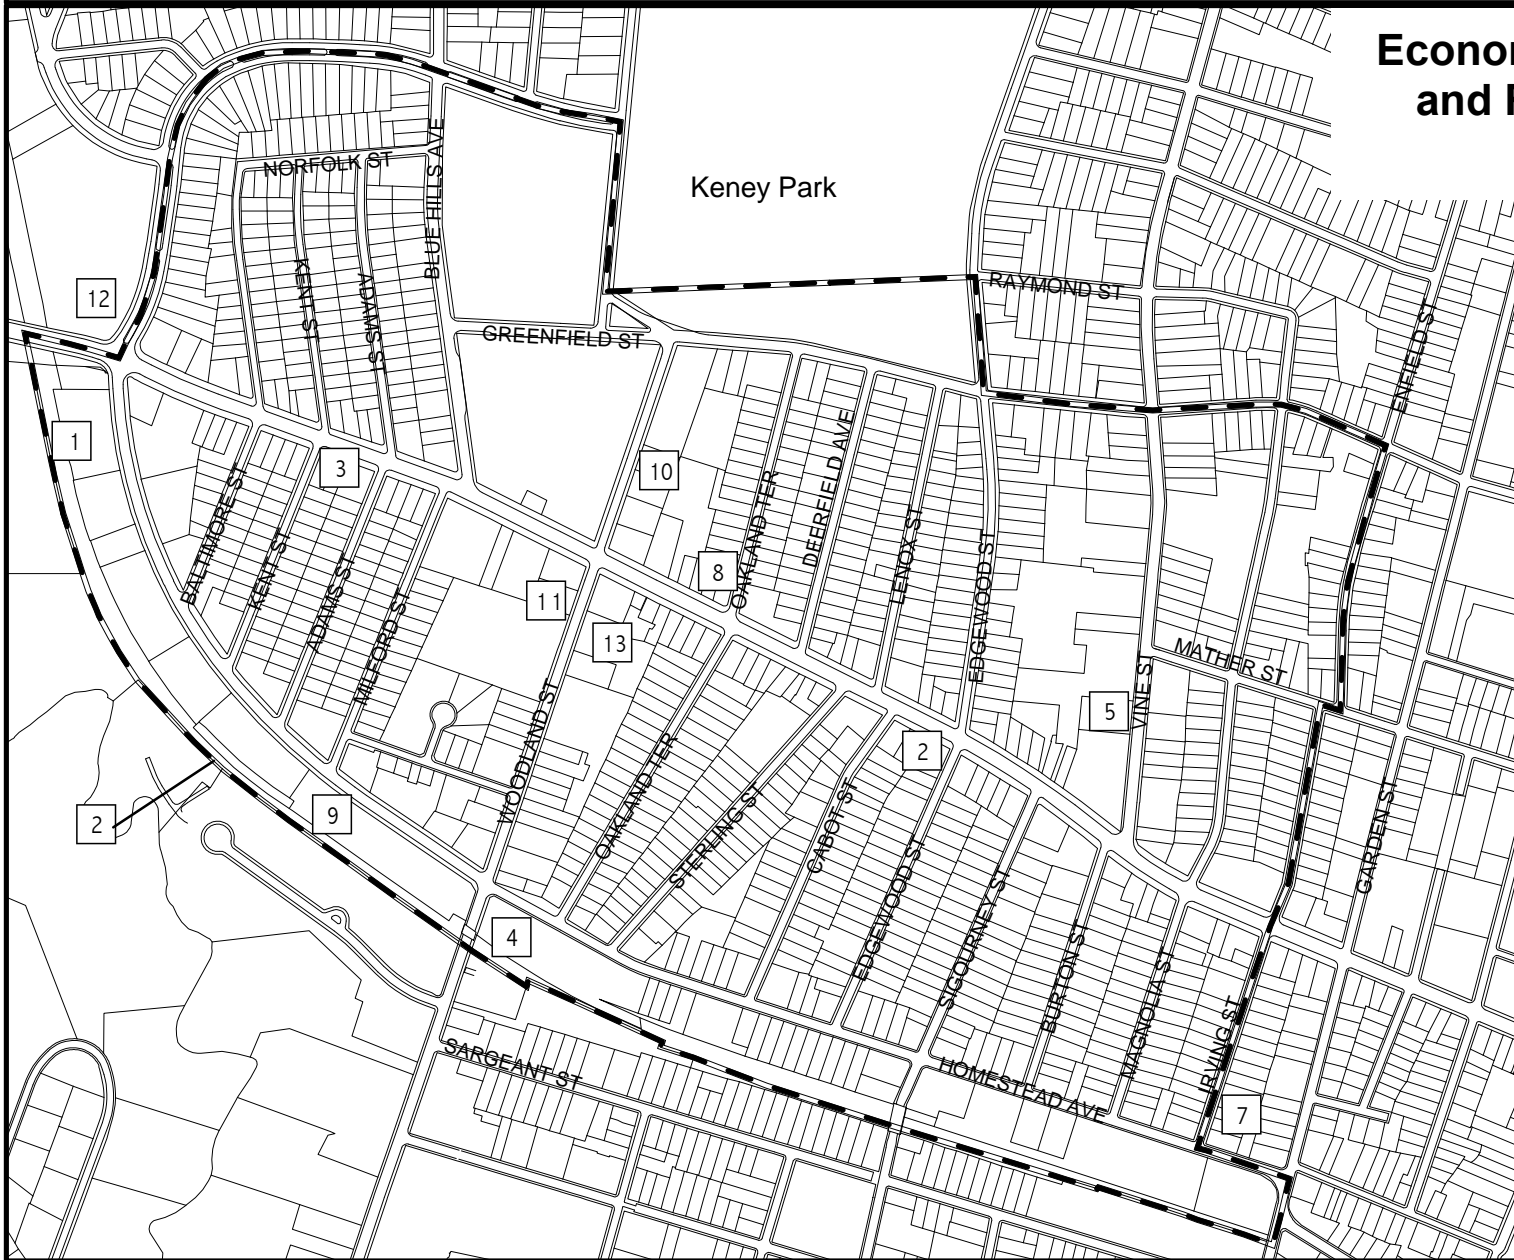 Econor
and H
Keney Park
NORFOLK ST
BLUE HILLS AVE
KENT ST
ADAMS S
RAYMOND ST
12
GREENFIELD ST
ENFIELD ST
1
3
10
BALTIMORE ST
KENT ST
ADAMS ST
MILFORD ST
8
OAKLAND TER
DEERFIELD AVE
LENOX ST
EDGEWOOD ST
11
13
MATHER ST
VINE S
5
2
WOODLAND ST
OAKLAND TER
STERLING ST
CABOT ST
2
9
GARDEN ST
EDGEWOOD ST
SIGOURNEY ST
BURTON ST
MAGNOLIA ST
IRVING ST
4
SARGEANT ST
HOMESTEAD AVE
7